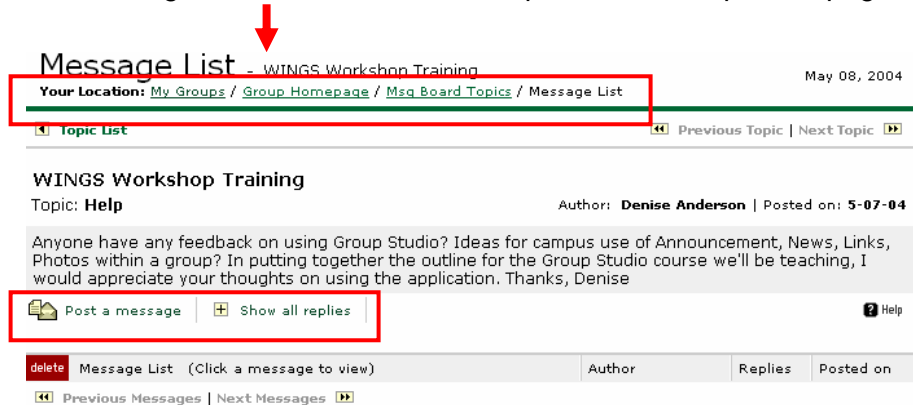 Message List - WINGS Workshop Training
May 08, 2004
Your Location: My Groups / Group Homepage / Msg Board Topics / Message List
Topic List
Previous Topic | Next Topic
WINGS Workshop Training
Topic: Help
Author: Denise Anderson | Posted on: 5-07-04
Anyone have any feedback on using Group Studio? Ideas for campus use of Announcement, News, Links,
Photos within a group? In putting together the outline for the Group Studio course we'll be teaching, I
would appreciate your thoughts on using the application. Thanks, Denise
Post a message | Show all replies
? Help
delete Message List (Click a message to view) Author Replies Posted on
Previous Messages | Next Messages